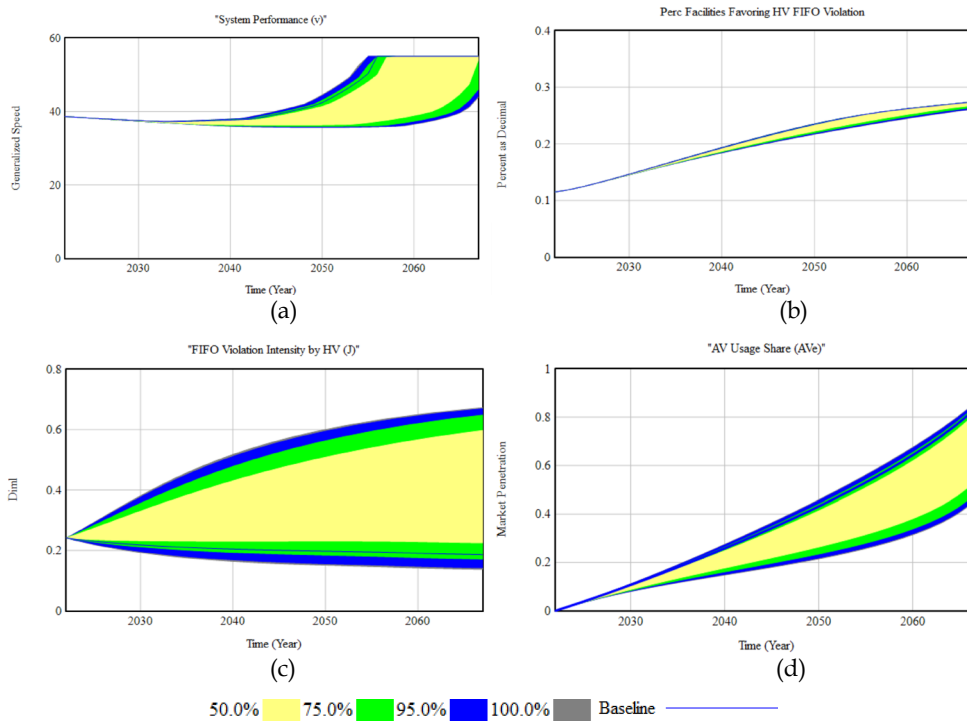 "System Performance (v)"
60
40
20
0
Generalized Speed
2030 2040 2050 2060
Time (Year)
(a)
Perc Facilities Favoring HV FIFO Violation
0.4
0.3
0.2
0.1
0
Percent as Decimal
2030 2040 2050 2060
Time (Year)
(b)
"FIFO Violation Intensity by HV (J)"
0.8
0.6
0.4
0.2
0
Diml
2030 2040 2050 2060
Time (Year)
(c)
"AV Usage Share (AVe)"
1
0.8
0.6
0.4
0.2
0
Market Penetration
2030 2040 2050 2060
Time (Year)
(d)
50.0% 75.0% 95.0% 100.0% Baseline